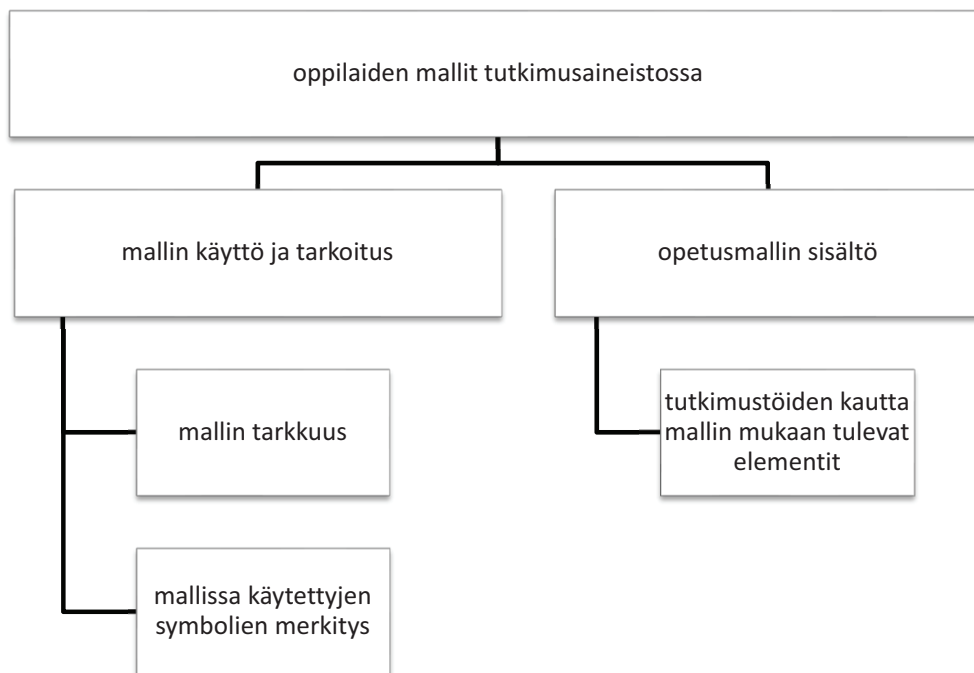 oppilaiden mallit tutkimusaineistossa
mallin käyttö ja tarkoitus
opetusmallin sisältö
mallin tarkkuus
tutkimustöiden kautta
mallin mukaan tulevat
elementit
mallissa käytettyjen
symbolien merkitys